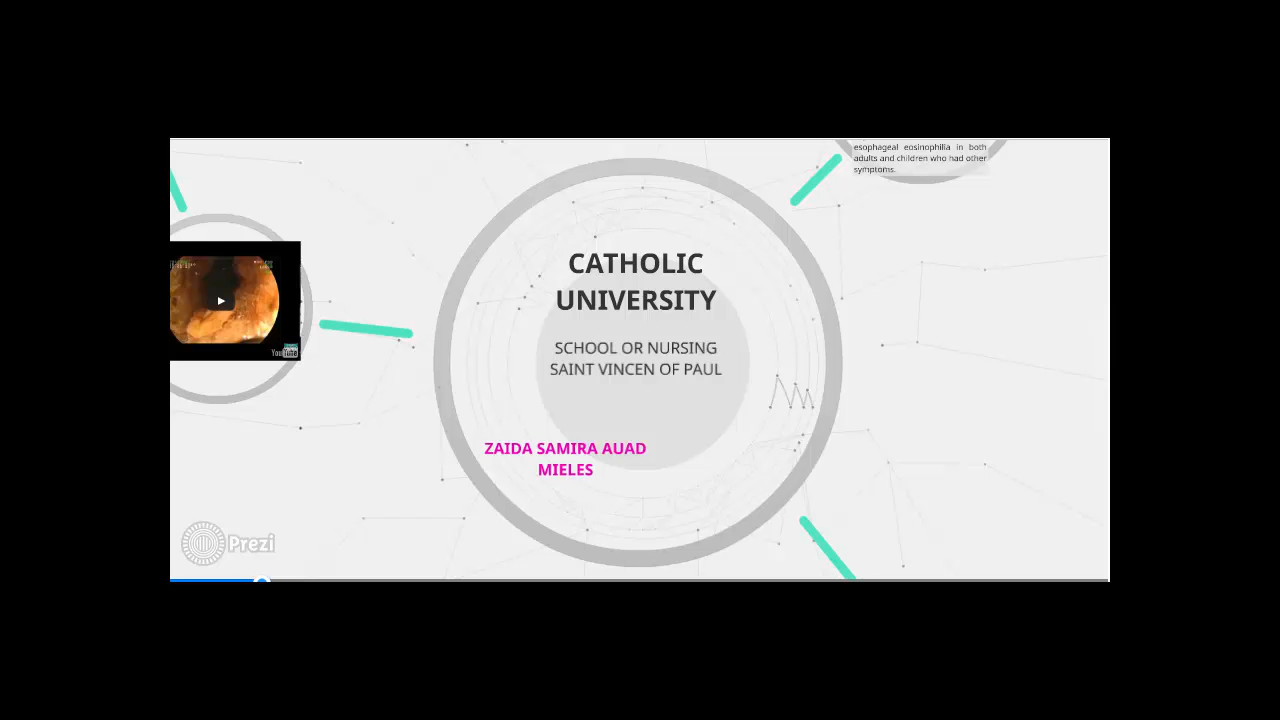 esophageal eosinophilia in both
adults and children who had other
symptoms.
CATHOLIC
UNIVERSITY
SCHOOL OR NURSING
SAINT VINCEN OF PAUL
ZAIDA SAMIRA AUAD
MIELES
YouTube
Prezi